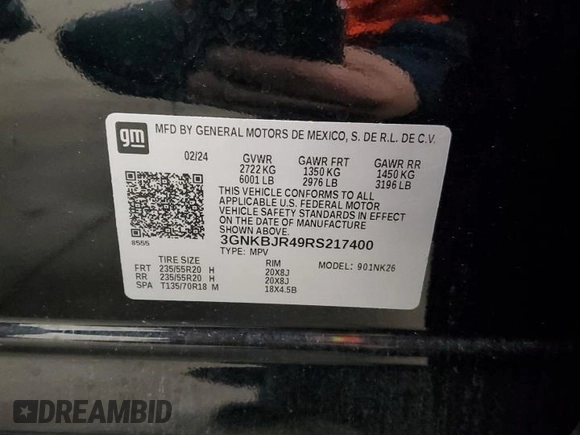 gm
MFD BY GENERAL MOTORS DE MEXICO, S. DE R.L. DE C.V.
02/24 GVWR GAWR FRT GAWR RR
2722 KG 1350 KG 1450 KG
6001 LB 2976 LB 3196 LB
THIS VEHICLE CONFORMS TO ALL
APPLICABLE U.S. FEDERAL MOTOR
VEHICLE SAFETY STANDARDS IN EFFECT
ON THE DATE OF MANUFACTURE
SHOWN ABOVE.
8555 3GNKBJR49RS217400
TYPE: MPV
TIRE SIZE RIM MODEL: 901NK26
FRT 235/55R20 H 20X8J
RR 235/55R20 H 20X8J
SPA T135/70R18 M 18X4.5B
DREAMBID